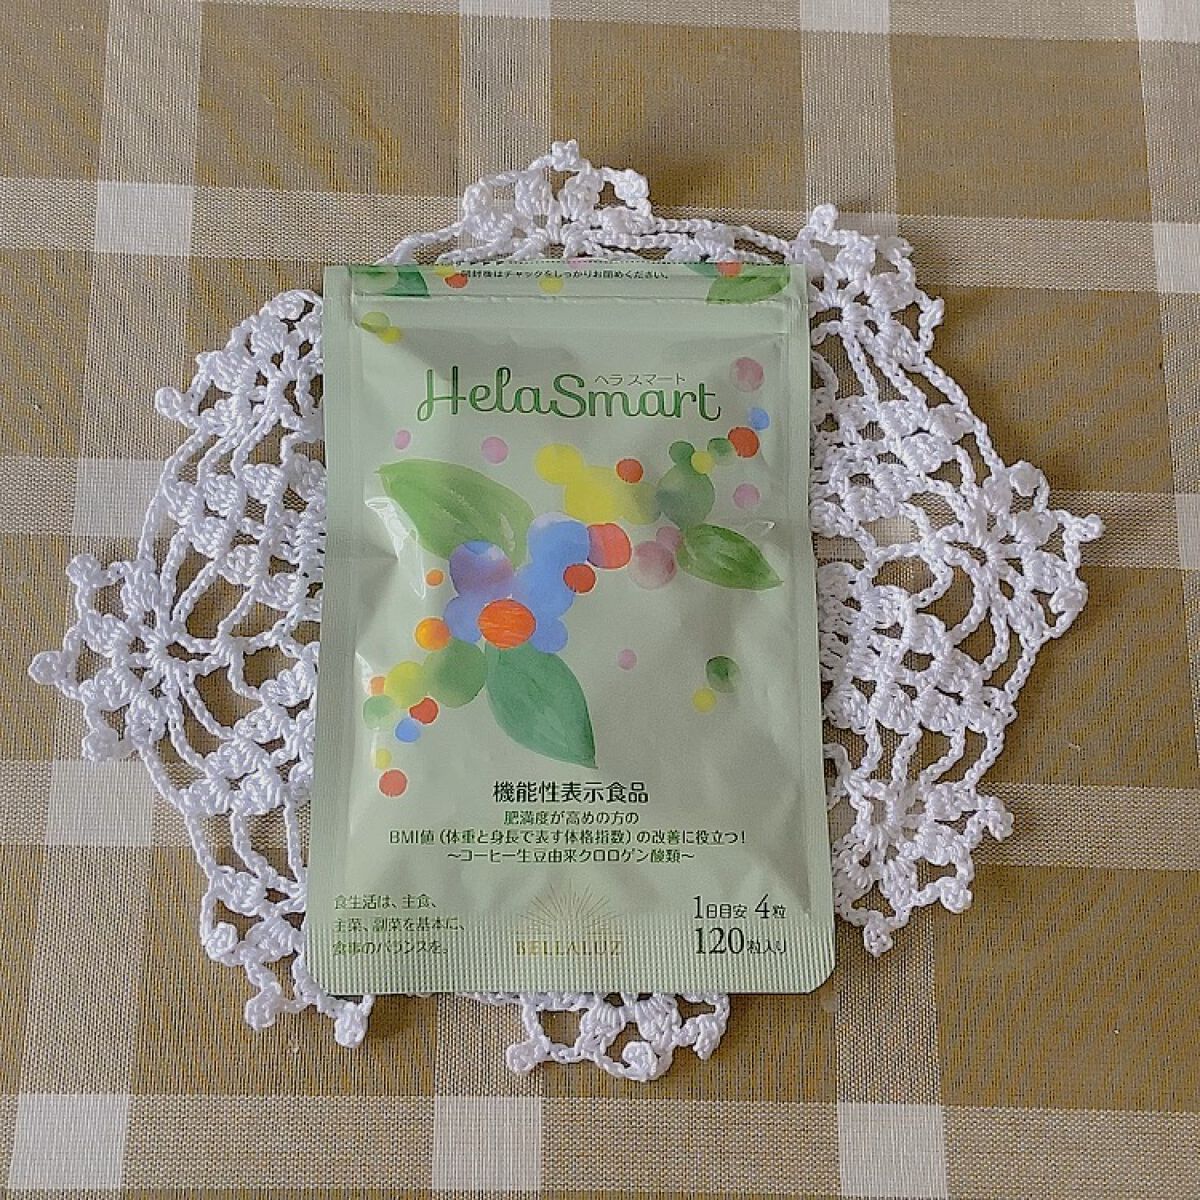 開封後はチャックをしっかりお閉めください。
ヘラ スマート
HelaSmart
機能性表示食品
肥満度が高めの方の
BMI値（体重と身長で表す体格指数）の改善に役立つ！
～コーヒー生豆由来クロロゲン酸類～
食生活は、主食、
主菜、副菜を基本に、
食事のバランスを。
BELLALUZ
1日目安 4粒
120粒入り